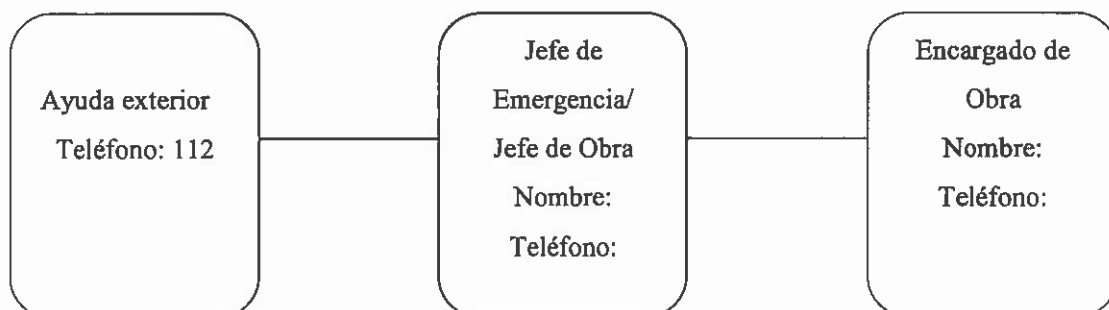 Ayuda exterior
Teléfono: 112
Jefe de
Emergencia/
Jefe de Obra
Nombre:
Teléfono:
Encargado de
Obra
Nombre:
Teléfono: